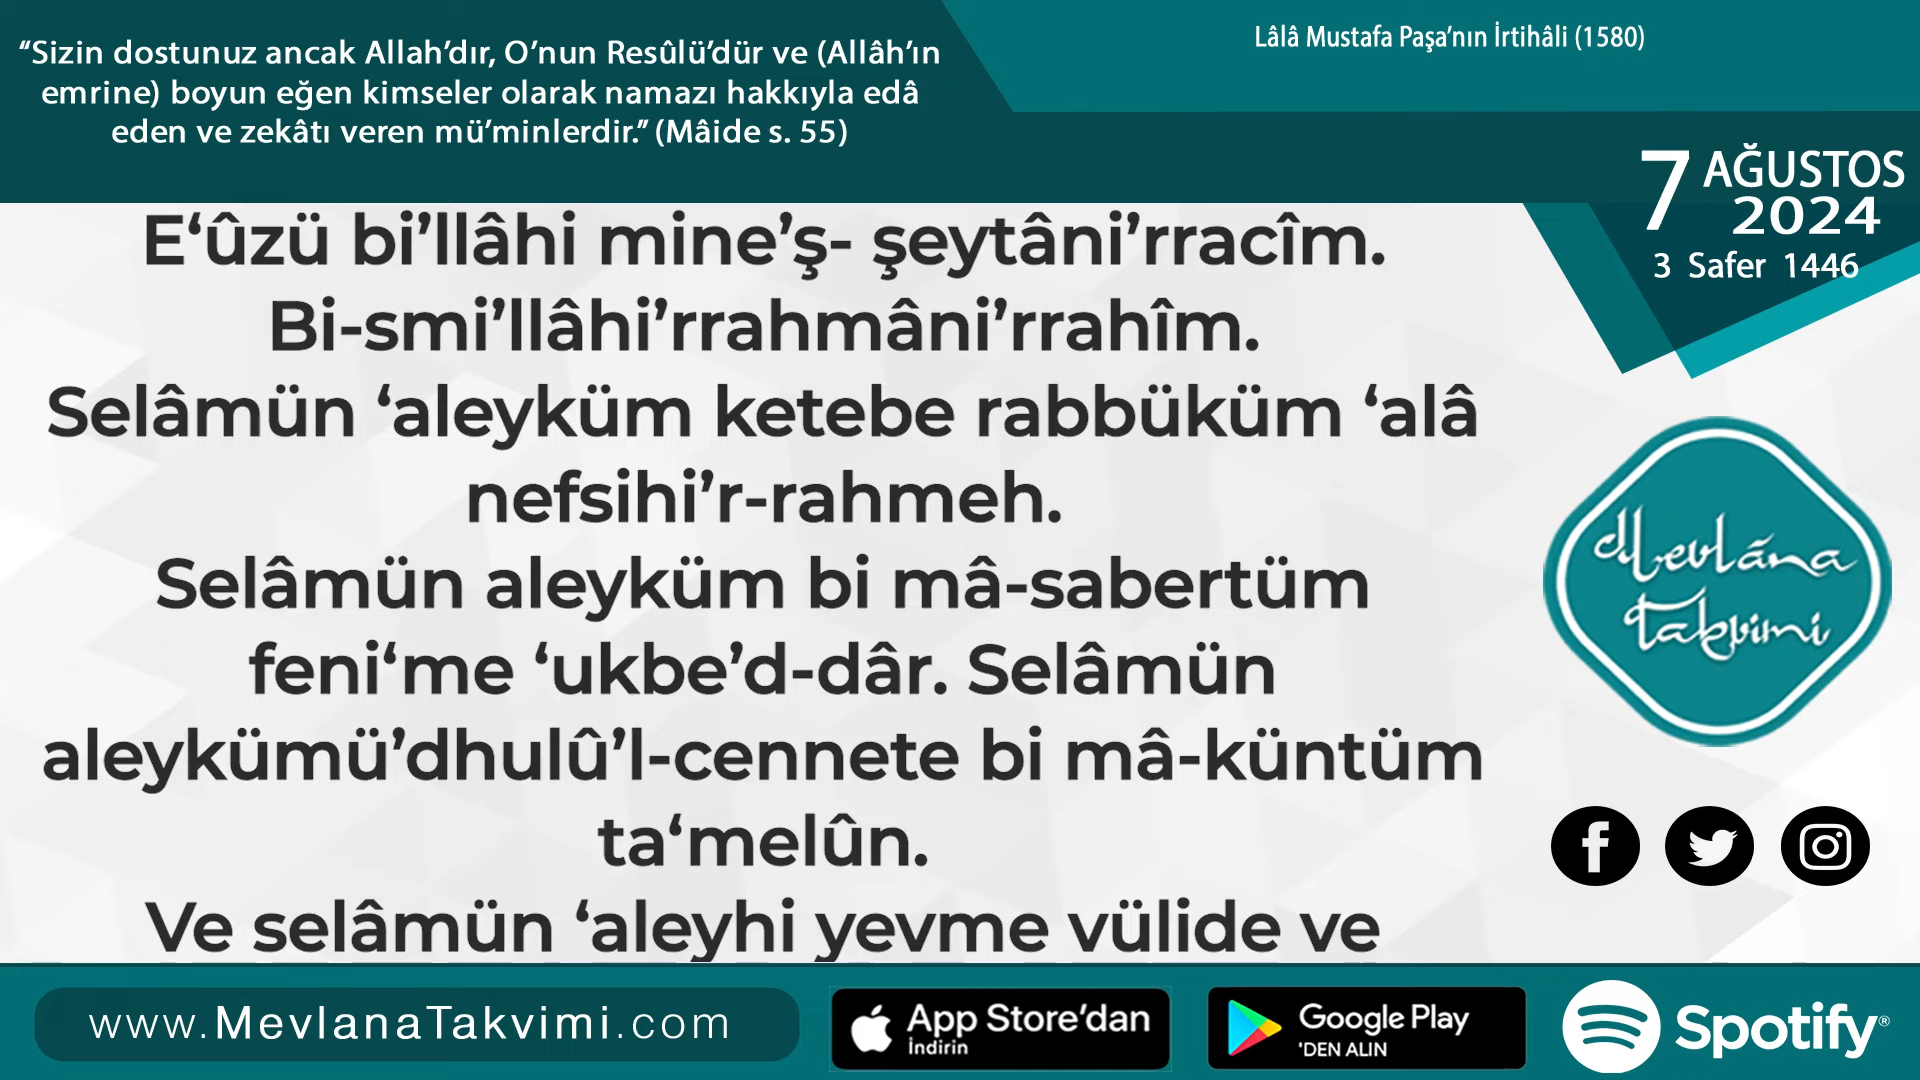 “Sizin dostunuz ancak Allah’dır, O’nun Resûlü’dür ve (Allâh’ın
emrine) boyun eğen kimseler olarak namazı hakkıyla edâ
eden ve zekâtı veren mü’minlerdir.” (Mâide s. 55)
Lâlâ Mustafa Paşa’nın İrtihâli (1580)
7 AĞUSTOS
2024
3 Safer 1446
E‘ûzü bi’llâhi mine’ş- şeytâni’rracîm.
Bi-smi’llâhi’rrahmâni’rrahîm.
Selâmün ‘aleyküm ketebe rabbüküm ‘alâ
nefsihi’r-rahmeh.
Selâmün aleyküm bi mâ-sabertüm
feni‘me ‘ukbe’d-dâr. Selâmün
aleykümü’dhulû’l-cennete bi mâ-küntüm
ta‘melûn.
Ve selâmün ‘aleyhi yevme vülide ve
Mevlâna
Takvimi
www.MevlanaTakvimi.com
App Store’dan
İndirin
Google Play
'DEN ALIN
Spotify®